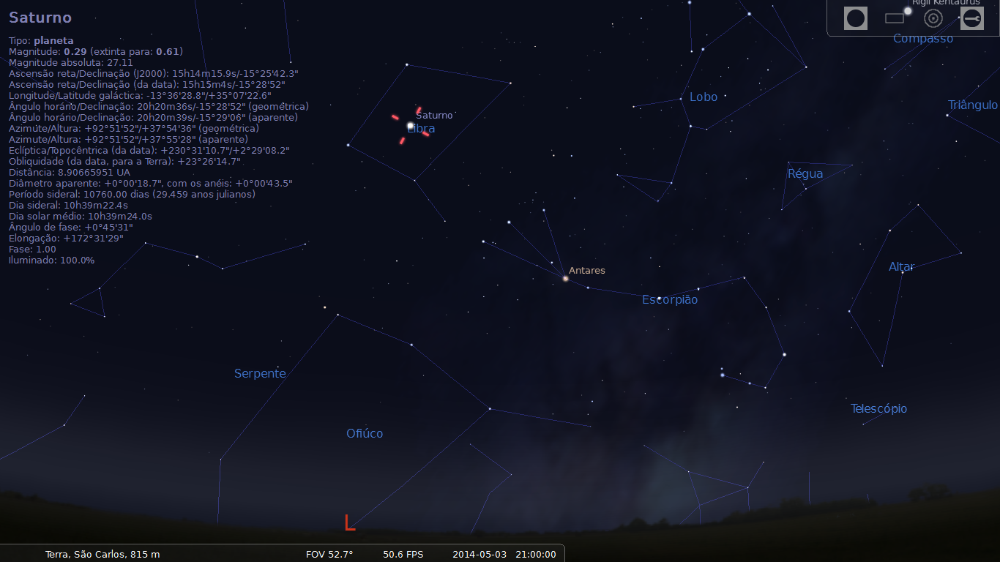 Saturno
Tipo: planeta
Magnitude: 0.29 (extinta para: 0.61)
Magnitude absoluta: 27.11
Ascensão reta/Declinação (J2000): 15h14m15.9s/-15°25'42.3"
Ascensão reta/Declinação (da data): 15h15m4s/-15°28'52"
Longitude/Latitude galáctica: -13°36'28.8"/+35°07'22.6"
Ângulo horário/Declinação: 20h20m36s/-15°28'52" (geométrica)
Ângulo horário/Declinação: 20h20m39s/-15°29'06" (aparente)
Azimute/Altura: +92°51'52"/+37°54'36" (geométrica)
Azimute/Altura: +92°51'52"/+37°55'28" (aparente)
Eclíptica/Topocêntrica (da data): +230°31'10.7"/+2°29'08.2"
Obliquidade (da data, para a Terra): +23°26'14.7"
Distância: 8.90665951 UA
Diâmetro aparente: +0°00'18.7", com os anéis: +0°00'43.5"
Período sideral: 10760.00 dias (29.459 anos julianos)
Dia sideral: 10h39m22.4s
Dia solar médio: 10h39m24.0s
Ângulo de fase: +0°45'31"
Elongação: +172°31'29"
Fase: 1.00
Iluminado: 100.0%
Rigil Kentaurus
Compasso
Lobo
Triângulo
Saturno
Libra
Régua
Altar
Antares
Escorpião
Serpente
Telescópio
Ofiúco
L
Terra, São Carlos, 815 m FOV 52.7° 50.6 FPS 2014-05-03 21:00:00